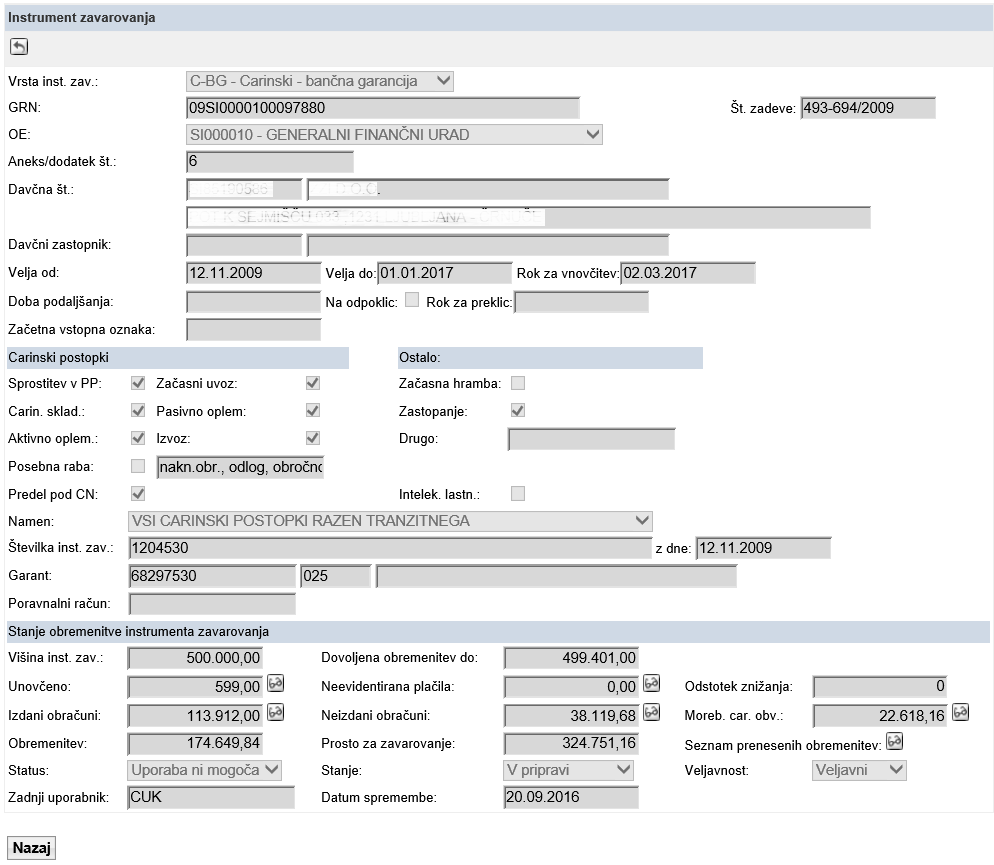 Instrument zavarovanja
Vrsta inst. zav.: C-BG - Carinski - bančna garancija
GRN: 09SI0000100097880 Št. zadeve: 493-694/2009
OE: SI000010 - GENERALNI FINANČNI URAD
Aneks/dodatek št.: 6
Davčna št.: D.O.O.
K SEJMIŠČU LJUBLJANA -
Davčni zastopnik:
Velja od: 12.11.2009 Velja do: 01.01.2017 Rok za vnovčitev: 02.03.2017
Doba podaljšanja: Na odpoklic: Rok za preklic:
Začetna vstopna oznaka:
Carinski postopki Ostalo:
Sprostitev v PP: Začasni uvoz: Začasna hramba:
Carin. sklad.: Pasivno oplem: Zastopanje:
Aktivno oplem.: Izvoz: Drugo:
Posebna raba: nakn.obr., odlog, obročno
Predel pod CN: Intelek. lastn.:
Namen: VSI CARINSKI POSTOPKI RAZEN TRANZITNEGA
Številka inst. zav.: 1204530 z dne: 12.11.2009
Garant: 68297530 025
Poravnalni račun:
Stanje obremenitve instrumenta zavarovanja
Višina inst. zav.: 500.000,00 Dovoljena obremenitev do: 499.401,00
Unovčeno: 599,00 Neevidentirana plačila: 0,00 Odstotek znižanja: 0
Izdani obračuni: 113.912,00 Neizdani obračuni: 38.119,68 Moreb. car. obv.: 22.618,16
Obremenitev: 174.649,84 Prosto za zavarovanje: 324.751,16 Seznam prenesenih obremenitev:
Status: Uporaba ni mogoča Stanje: V pripravi Veljavnost: Veljavni
Zadnji uporabnik: CUK Datum spremembe: 20.09.2016
Nazaj